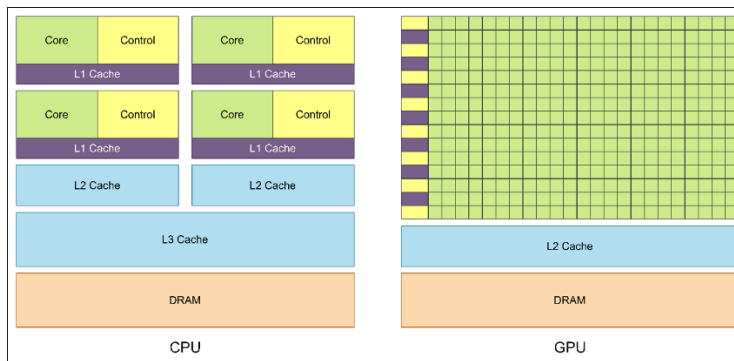 Core Control Core Control
L1 Cache L1 Cache
Core Control Core Control
L1 Cache L1 Cache
L2 Cache L2 Cache
L3 Cache
DRAM
CPU
L2 Cache
DRAM
GPU